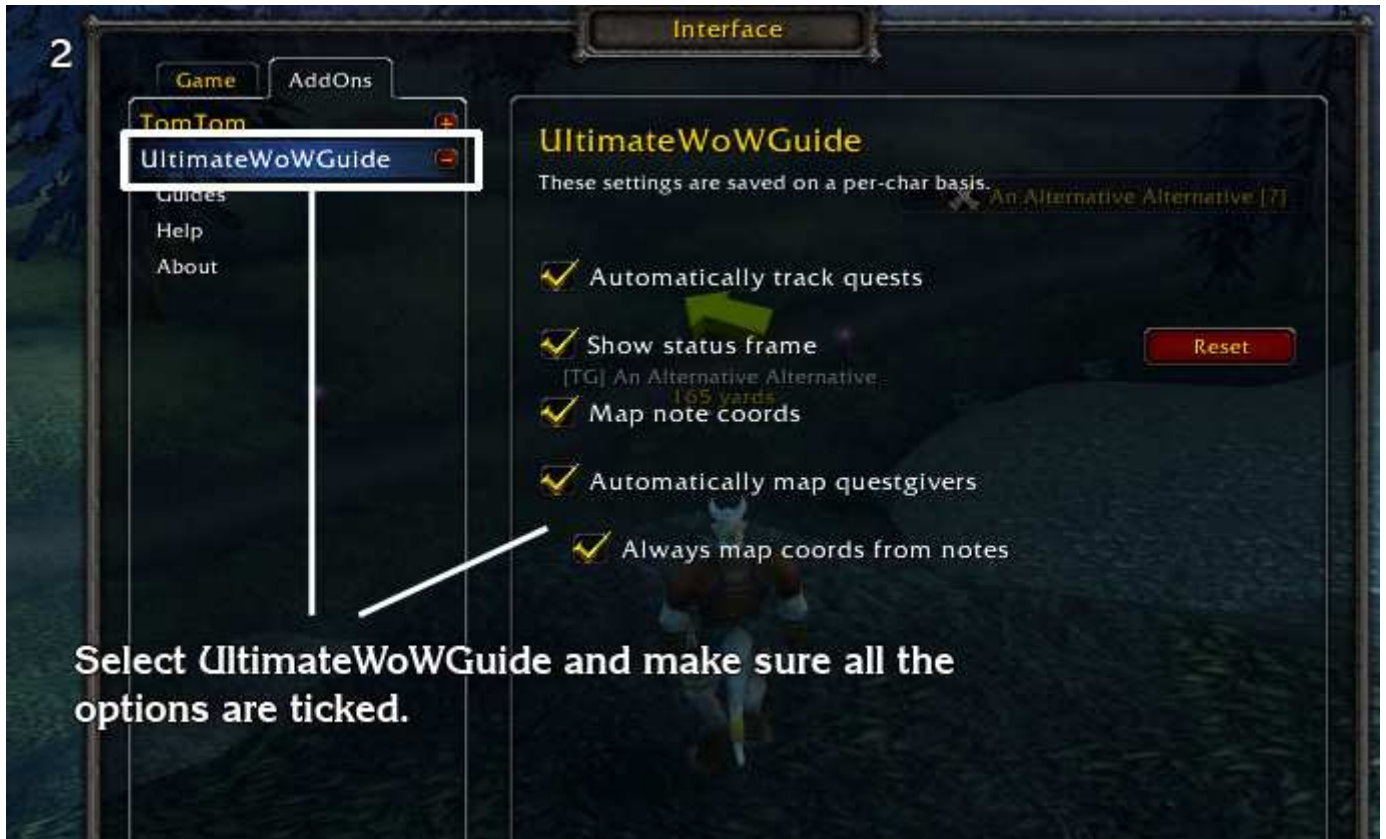 Interface
2
Game
AddOns
TomTom
UltimateWoWGuide
Guides
Help
About
UltimateWoWGuide
These settings are saved on a per-char basis.
An Alternative Alternative [?]
Automatically track quests
Show status frame
Reset
[TG] An Alternative Alternative
165 yards
Map note coords
Automatically map questgivers
Always map coords from notes
Select UltimateWoWGuide and make sure all the
options are ticked.